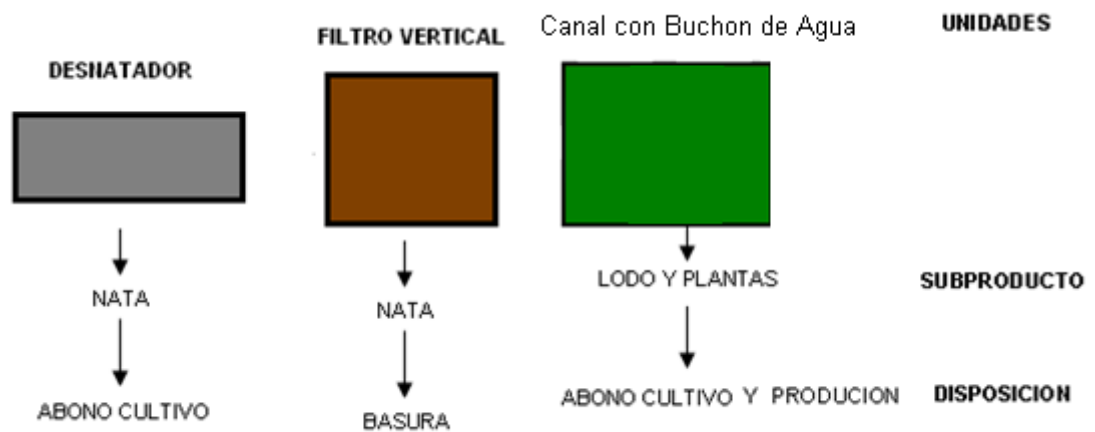 DESNATADOR
FILTRO VERTICAL
Canal con Buchon de Agua
UNIDADES
NATA
NATA
LODO Y PLANTAS
SUBPRODUCTO
ABONO CULTIVO
BASURA
ABONO CULTIVO Y PRODUCION
DISPOSICION